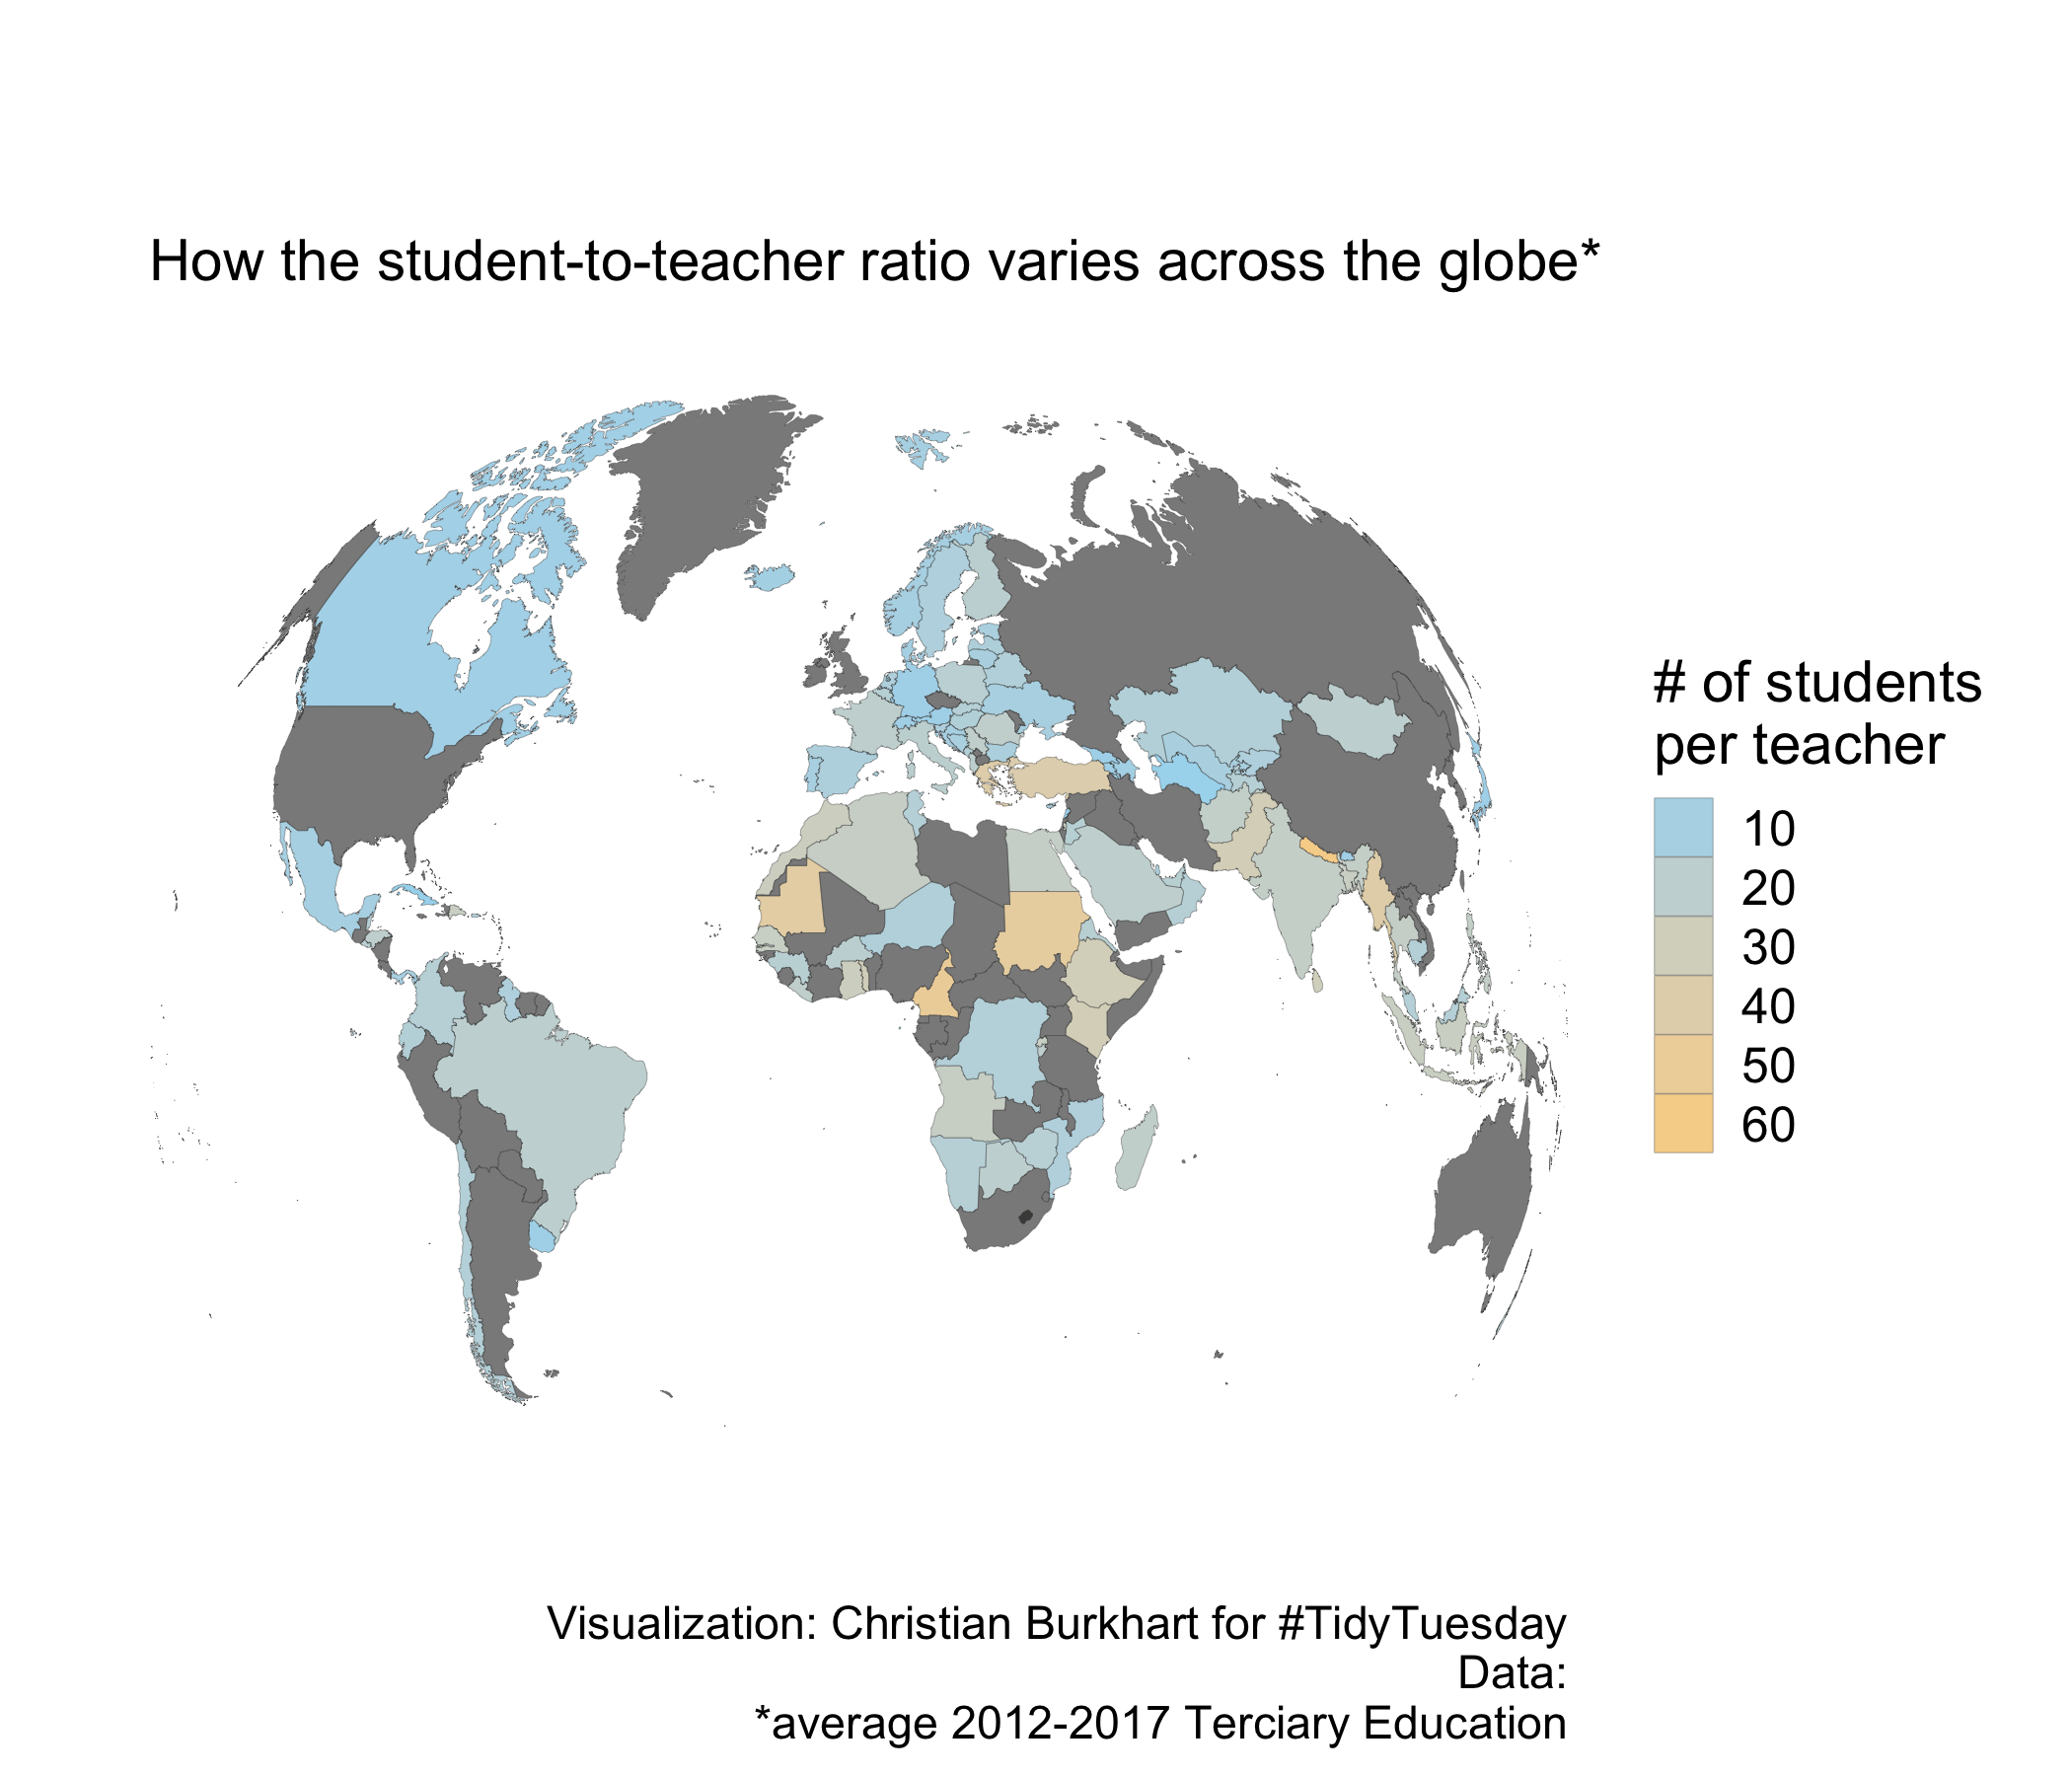 How the student-to-teacher ratio varies across the globe*
# of students
per teacher
10
20
30
40
50
60
Visualization: Christian Burkhart for #TidyTuesday
Data:
*average 2012-2017 Terciary Education